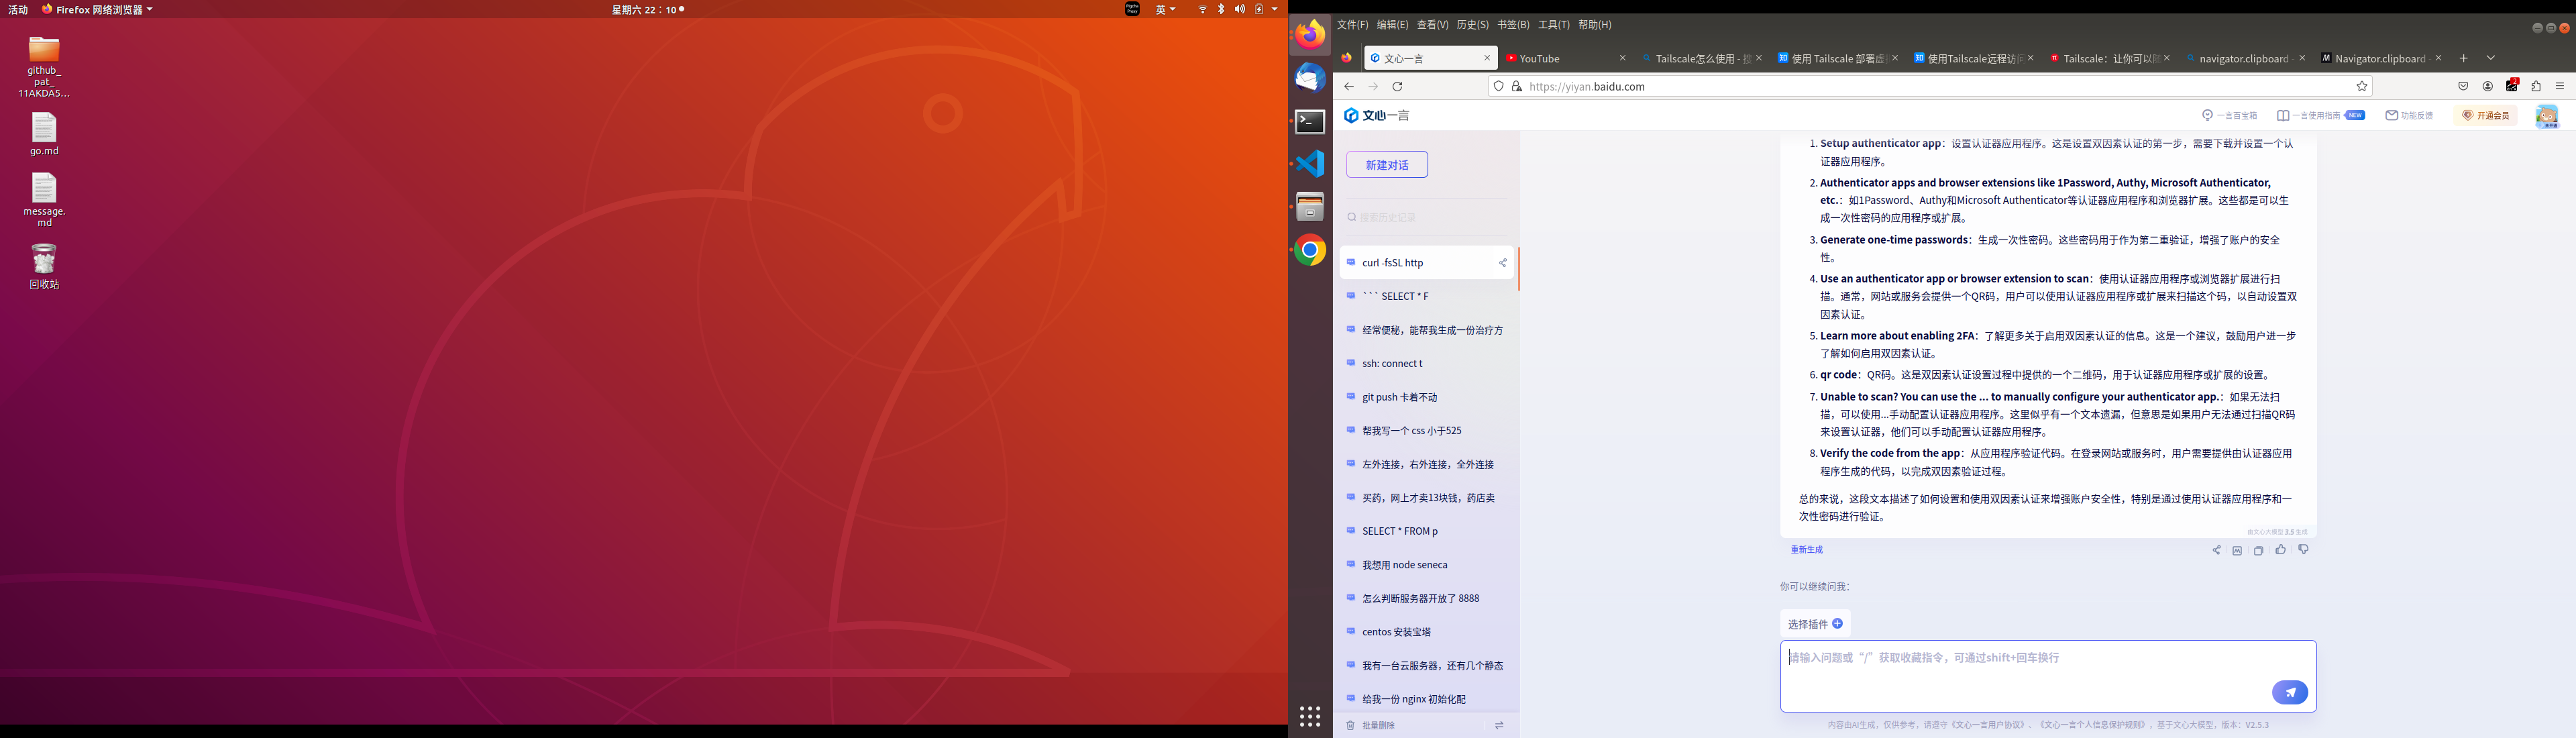 活动
Firefox 网络浏览器
星期六 22：10
英
github_
pat_
11AKDA5…
go.md
message.
md
回收站
文件(F) 编辑(E) 查看(V) 历史(S) 书签(B) 工具(T) 帮助(H)
文心一言
YouTube
Tailscale怎么使用 - 搜
使用 Tailscale 部署虚
使用Tailscale远程访问
Tailscale：让你可以随
navigator.clipboard -
Navigator.clipboard -
https://yiyan.baidu.com
文心一言
一言百宝箱
一言使用指南 NEW
功能反馈
开通会员
新建对话
搜索历史记录
curl -fsSL http
``` SELECT * F
经常便秘，能帮我生成一份治疗方
ssh: connect t
git push 卡着不动
帮我写一个 css 小于525
左外连接，右外连接，全外连接
买药，网上才卖13块钱，药店卖
SELECT * FROM p
我想用 node seneca
怎么判断服务器开放了 8888
centos 安装宝塔
我有一台云服务器，还有几个静态
给我一份 nginx 初始化配
批量删除
1. Setup authenticator app：设置认证器应用程序。这是设置双因素认证的第一步，需要下载并设置一个认
证器应用程序。
2. Authenticator apps and browser extensions like 1Password, Authy, Microsoft Authenticator,
etc.：如1Password、Authy和Microsoft Authenticator等认证器应用程序和浏览器扩展。这些都是可以生
成一次性密码的应用程序或扩展。
3. Generate one-time passwords：生成一次性密码。这些密码用于作为第二重验证，增强了账户的安全
性。
4. Use an authenticator app or browser extension to scan：使用认证器应用程序或浏览器扩展进行扫
描。通常，网站或服务会提供一个QR码，用户可以使用认证器应用程序或扩展来扫描这个码，以自动设置双
因素认证。
5. Learn more about enabling 2FA：了解更多关于启用双因素认证的信息。这是一个建议，鼓励用户进一步
了解如何启用双因素认证。
6. qr code：QR码。这是双因素认证设置过程中提供的一个二维码，用于认证器应用程序或扩展的设置。
7. Unable to scan? You can use the ... to manually configure your authenticator app.：如果无法扫
描，可以使用...手动配置认证器应用程序。这里似乎有一个文本遗漏，但意思是如果用户无法通过扫描QR码
来设置认证器，他们可以手动配置认证器应用程序。
8. Verify the code from the app：从应用程序验证代码。在登录网站或服务时，用户需要提供由认证器应用
程序生成的代码，以完成双因素验证过程。
总的来说，这段文本描述了如何设置和使用双因素认证来增强账户安全性，特别是通过使用认证器应用程序和一
次性密码进行验证。
由文心大模型 3.5 生成
重新生成
你可以继续问我：
选择插件
请输入问题或“/”获取收藏指令，可通过shift+回车换行
内容由AI生成，仅供参考，请遵守《文心一言用户协议》、《文心一言个人信息保护规则》，基于文心大模型，版本：V2.5.3